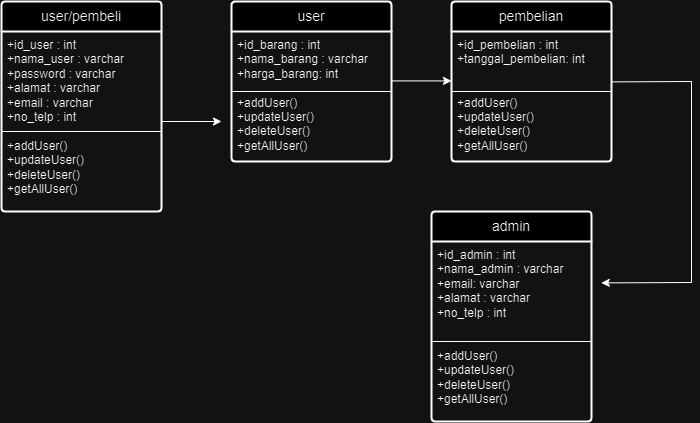 user/pembeli
+id_user : int
+nama_user : varchar
+password : varchar
+alamat : varchar
+email : varchar
+no_telp : int
+addUser()
+updateUser()
+deleteUser()
+getAllUser()
user
+id_barang : int
+nama_barang : varchar
+harga_barang: int
+addUser()
+updateUser()
+deleteUser()
+getAllUser()
pembelian
+id_pembelian : int
+tanggal_pembelian: int
+addUser()
+updateUser()
+deleteUser()
+getAllUser()
admin
+id_admin : int
+nama_admin : varchar
+email: varchar
+alamat : varchar
+no_telp : int
+addUser()
+updateUser()
+deleteUser()
+getAllUser()